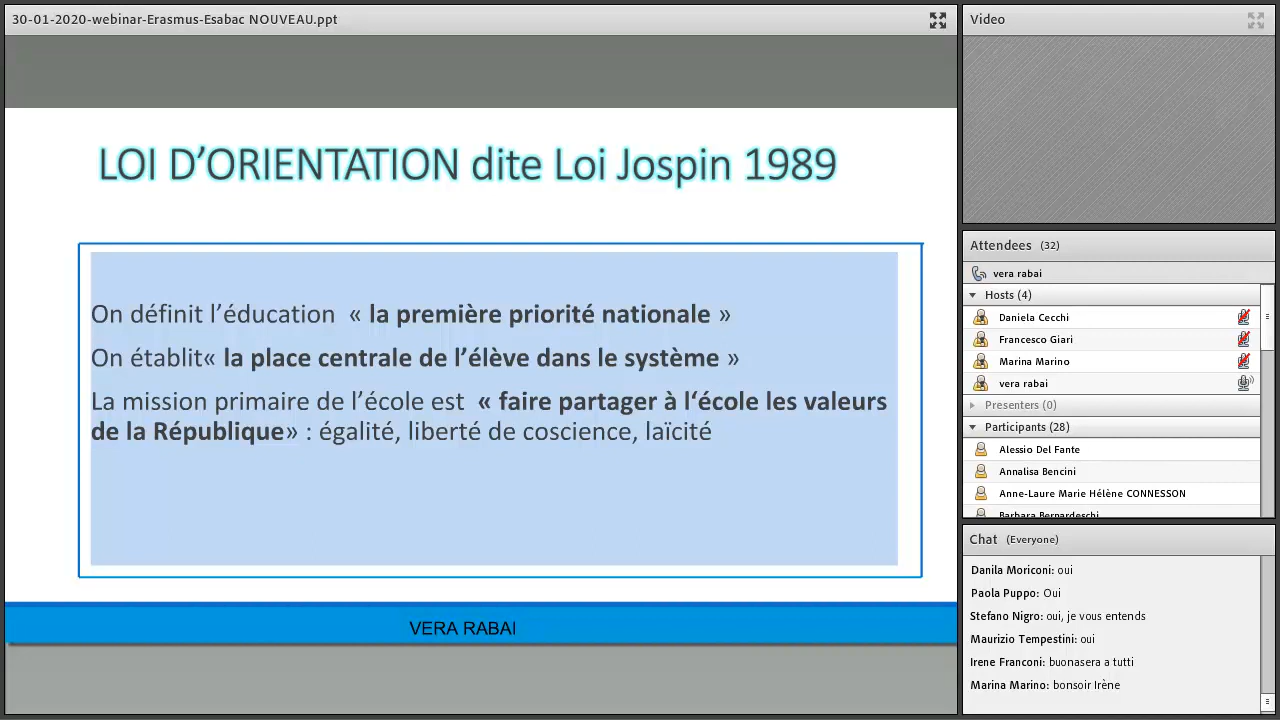 30-01-2020-webinar-Erasmus-Esabac NOUVEAU.ppt
LOI D’ORIENTATION dite Loi Jospin 1989
On définit l’éducation « la première priorité nationale »
On établit« la place centrale de l’élève dans le système »
La mission primaire de l’école est « faire partager à l‘école les valeurs
de la République» : égalité, liberté de coscience, laïcité
VERA RABAI
Video
Attendees (32)
vera rabai
Hosts (4)
Daniela Cecchi
Francesco Giari
Marina Marino
vera rabai
Presenters (0)
Participants (28)
Alessio Del Fante
Annalisa Bencini
Anne-Laure Marie Hélène CONNESSON
Barbara Bernardeschi
Chat (Everyone)
Danila Moriconi: oui
Paola Puppo: Oui
Stefano Nigro: oui, je vous entends
Maurizio Tempestini: oui
Irene Franconi: buonasera a tutti
Marina Marino: bonsoir Irène